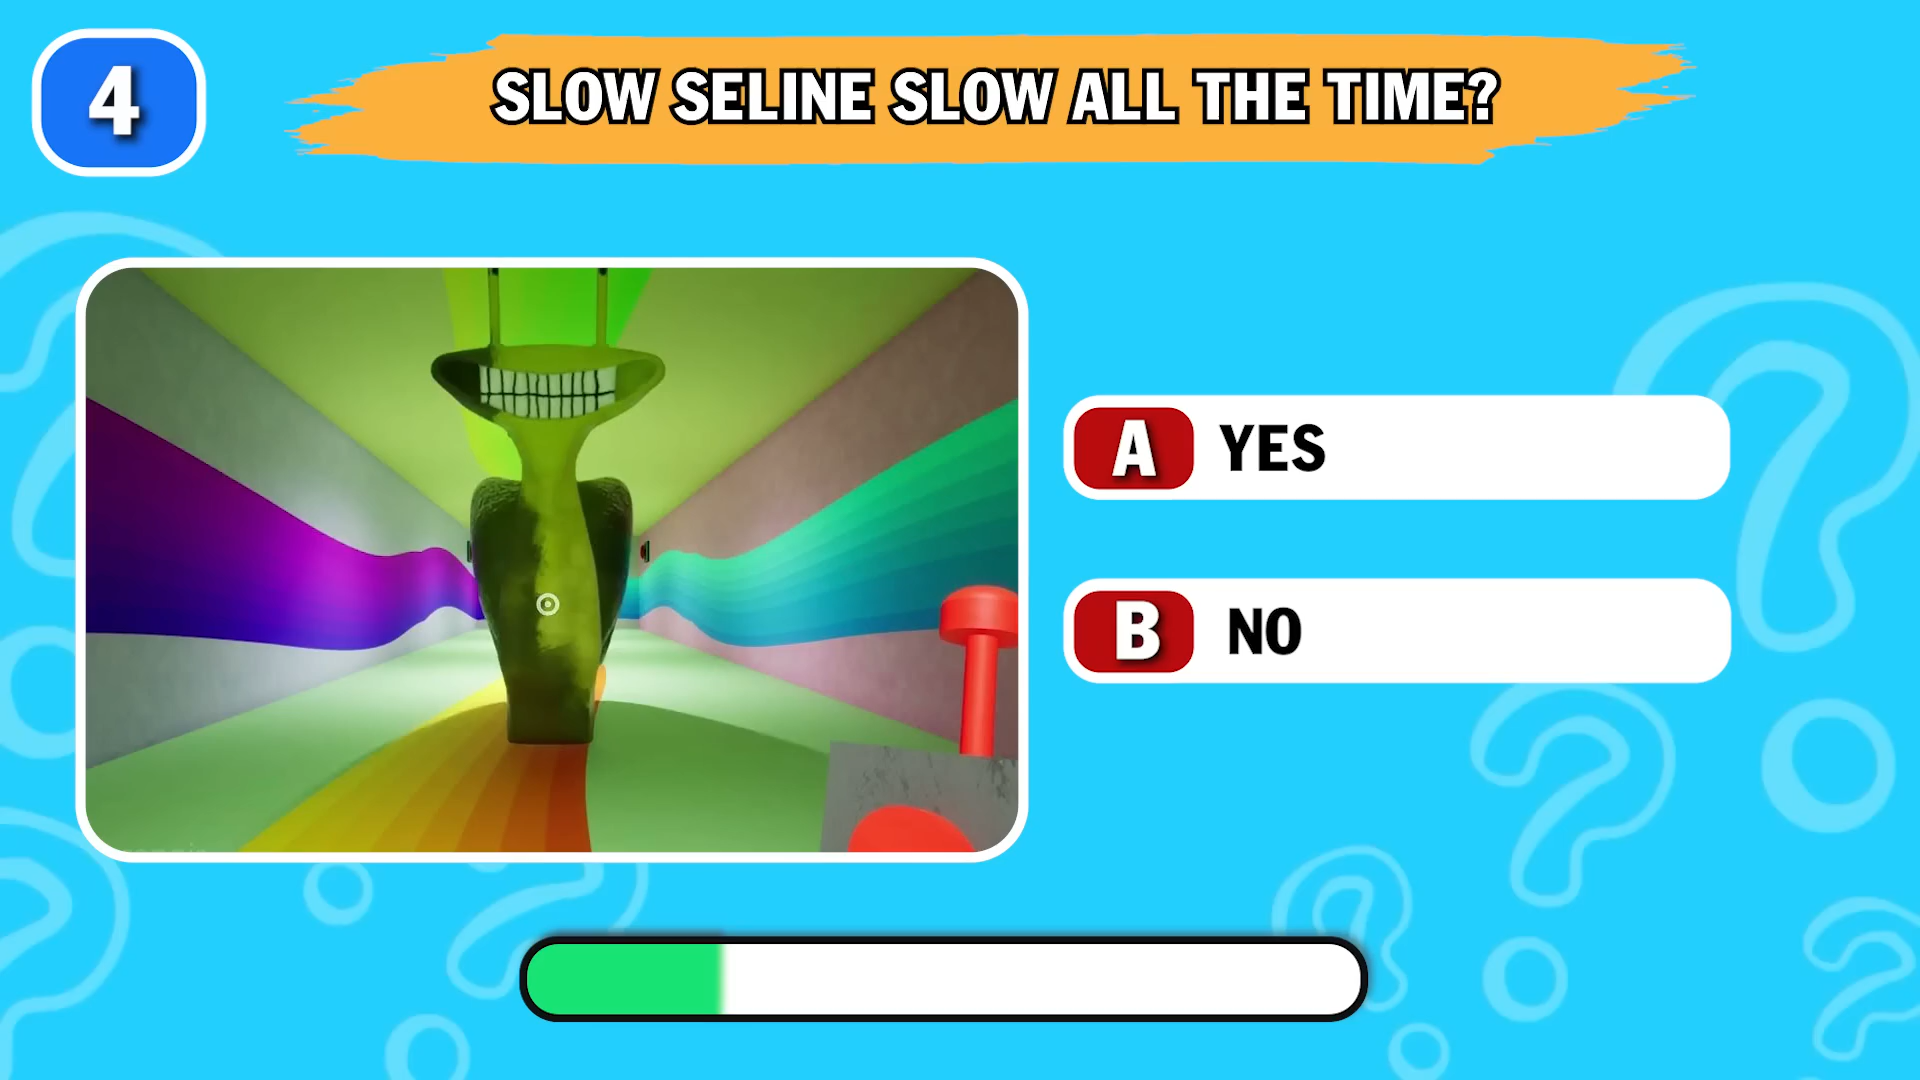 4
SLOW SELINE SLOW ALL THE TIME?
A YES
B NO